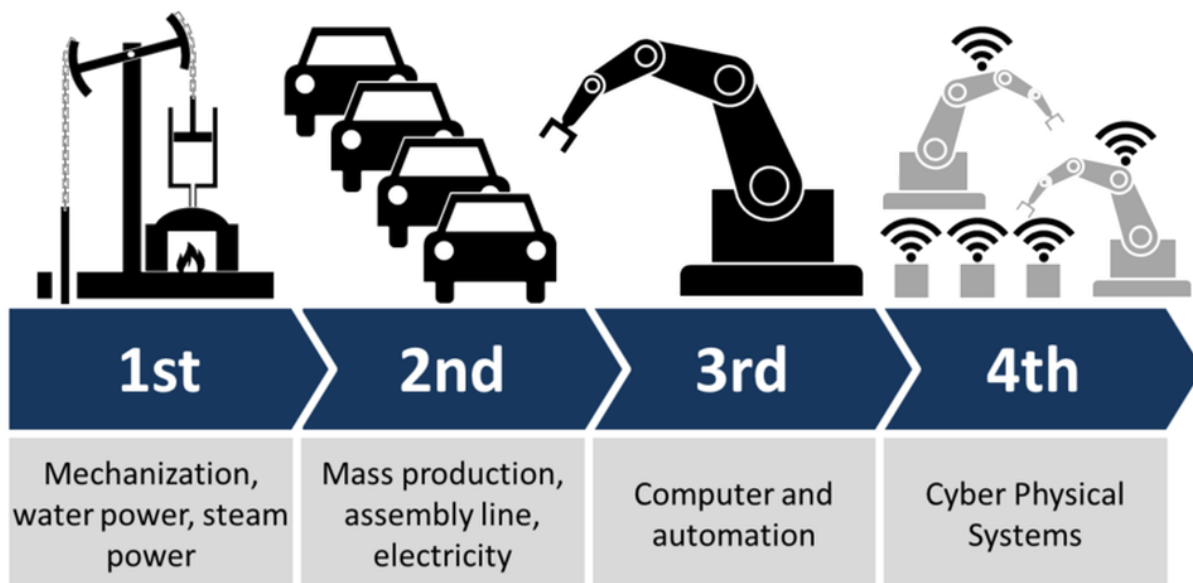 1st
2nd
3rd
4th
Mechanization,
water power, steam
power
Mass production,
assembly line,
electricity
Computer and
automation
Cyber Physical
Systems